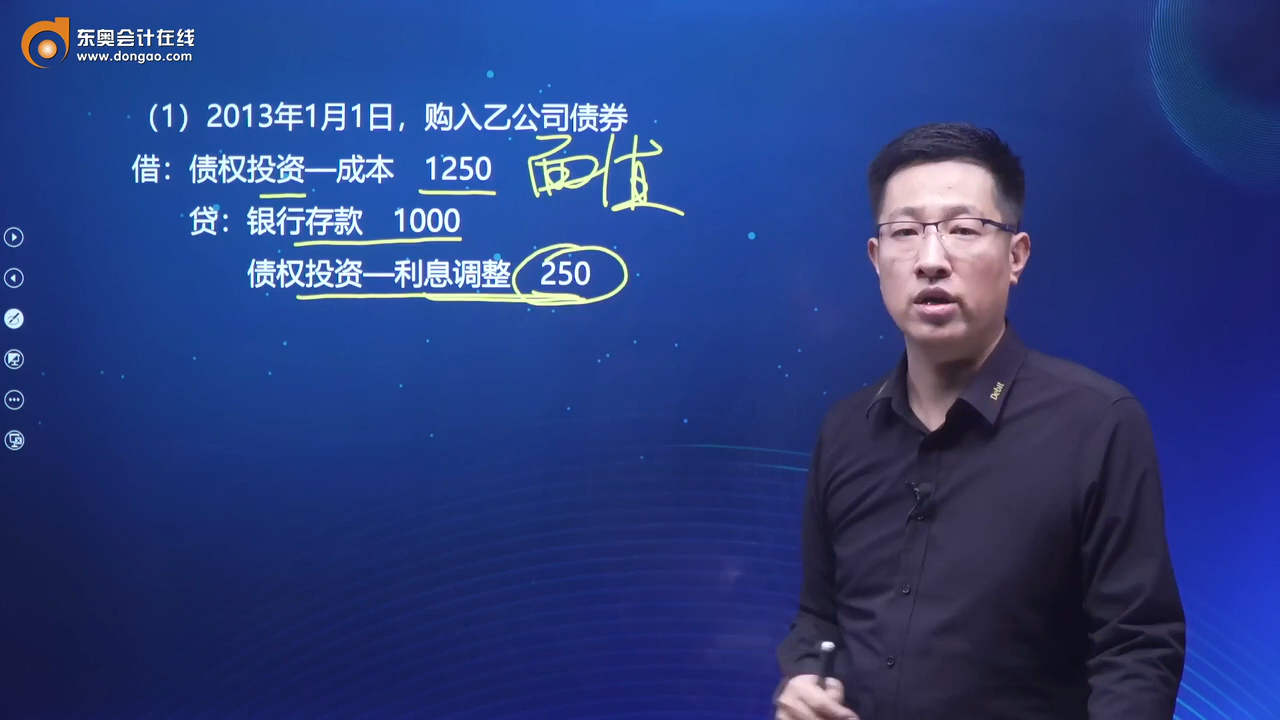 东奥会计在线
www.dongao.com
（1）2013年1月1日，购入乙公司债券
借：债权投资—成本 1250 面值
贷：银行存款 1000
债权投资—利息调整 250
Debit